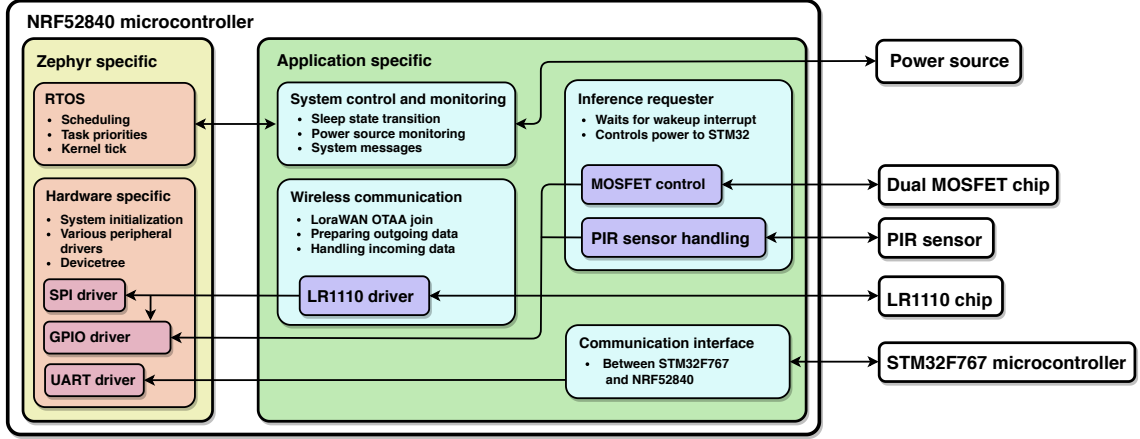 NRF52840 microcontroller
Zephyr specific
RTOS
• Scheduling
• Task priorities
• Kernel tick
Hardware specific
• System initialization
• Various peripheral
drivers
• Devicetree
SPI driver
GPIO driver
UART driver
Application specific
System control and monitoring
• Sleep state transition
• Power source monitoring
• System messages
Wireless communication
• LoraWAN OTAA join
• Preparing outgoing data
• Handling incoming data
LR1110 driver
Inference requester
• Waits for wakeup interrupt
• Controls power to STM32
MOSFET control
PIR sensor handling
Communication interface
• Between STM32F767
and NRF52840
Power source
Dual MOSFET chip
PIR sensor
LR1110 chip
STM32F767 microcontroller